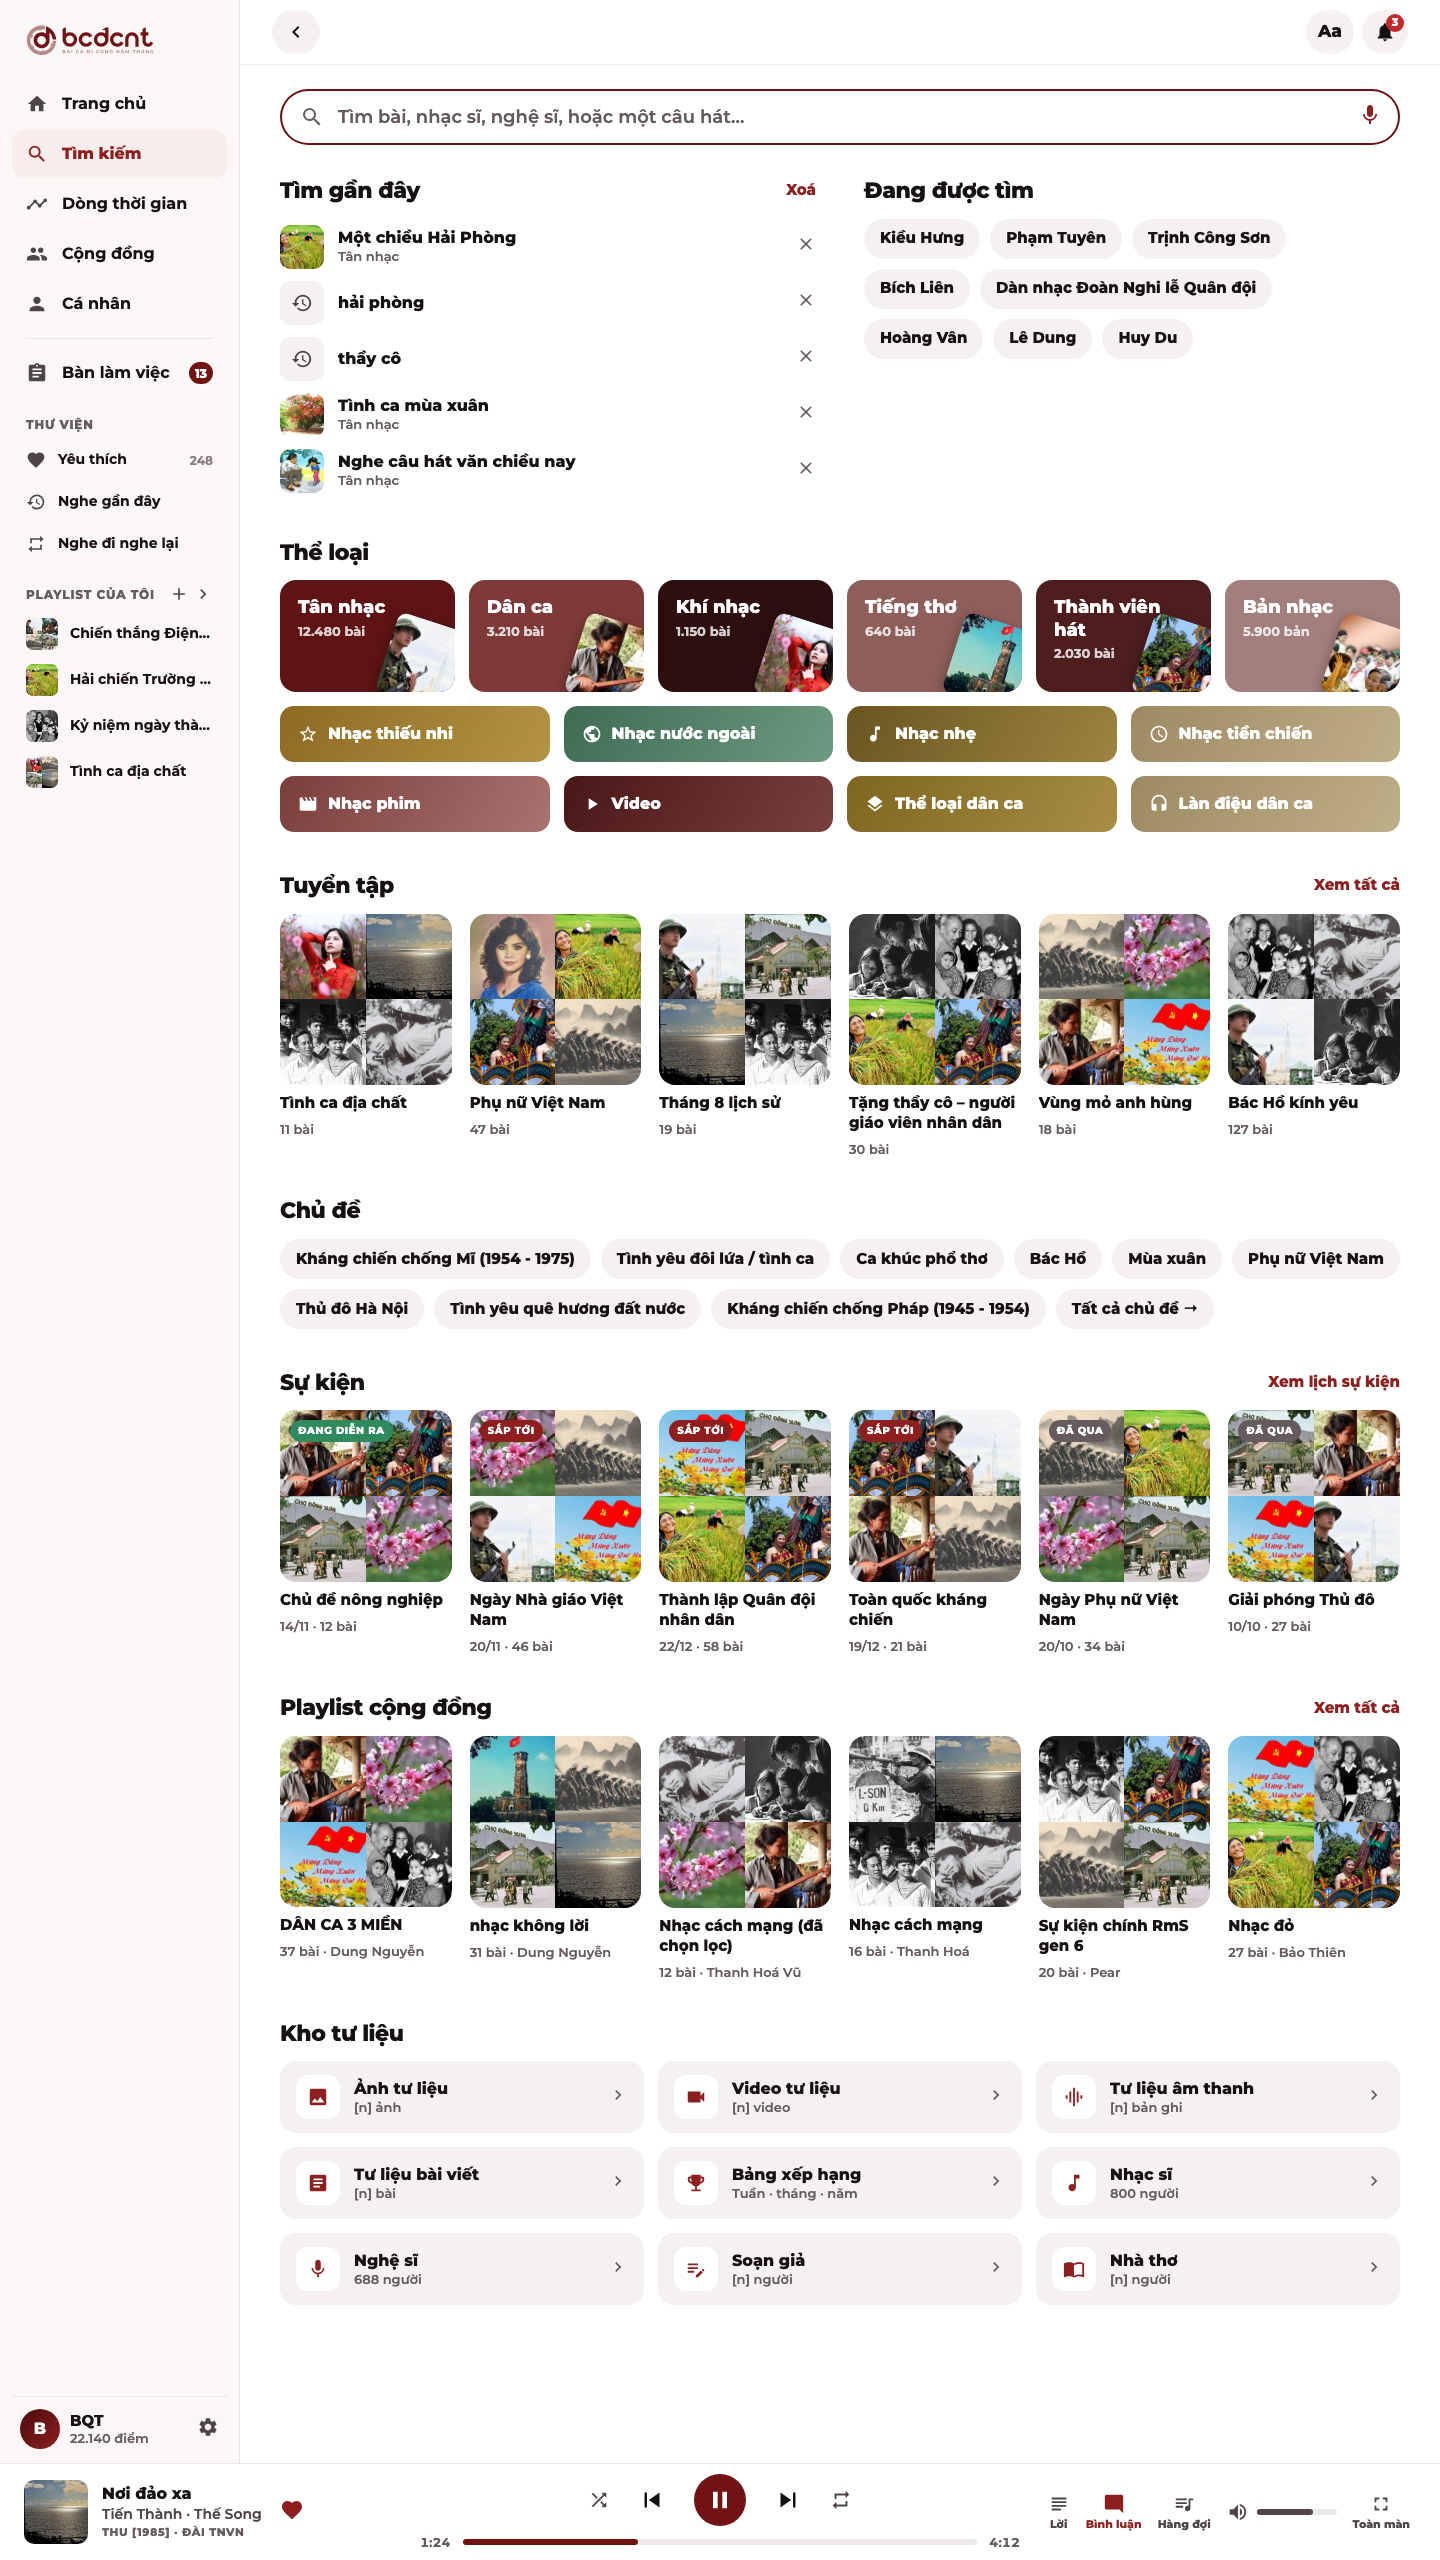 bcdcnt
BÀI CA ĐI CÙNG NĂM THÁNG
Trang chủ
Tìm kiếm
Dòng thời gian
Cộng đồng
Cá nhân
Bàn làm việc 13
THƯ VIỆN
Yêu thích 248
Nghe gần đây
Nghe đi nghe lại
PLAYLIST CỦA TÔI
Chiến thắng Điện...
Hải chiến Trường ...
Kỷ niệm ngày thà...
Tình ca địa chất
BQT
22.140 điểm
B
Aa
3
Tìm bài, nhạc sĩ, nghệ sĩ, hoặc một câu hát...
Tìm gần đây Xoá
Một chiều Hải Phòng
Tân nhạc
hải phòng
thầy cô
Tình ca mùa xuân
Tân nhạc
Nghe câu hát văn chiều nay
Tân nhạc
Đang được tìm
Kiều Hưng Phạm Tuyên Trịnh Công Sơn
Bích Liên Dàn nhạc Đoàn Nghi lễ Quân đội
Hoàng Vân Lê Dung Huy Du
Thể loại
Tân nhạc
12.480 bài
Dân ca
3.210 bài
Khí nhạc
1.150 bài
Tiếng thơ
640 bài
Thành viên
hát
2.030 bài
Bản nhạc
5.900 bản
Nhạc thiếu nhi Nhạc nước ngoài Nhạc nhẹ Nhạc tiền chiến
Nhạc phim Video Thể loại dân ca Làn điệu dân ca
Tuyển tập Xem tất cả
Tình ca địa chất
11 bài
Phụ nữ Việt Nam
47 bài
CHỢ ĐỒNG XUÂN
Tháng 8 lịch sử
19 bài
Tặng thầy cô – người
giáo viên nhân dân
30 bài
Mừng Đảng
Mừng Xuân
Vùng mỏ anh hùng
18 bài
Bác Hồ kính yêu
127 bài
Chủ đề
Kháng chiến chống Mĩ (1954 - 1975) Tình yêu đôi lứa / tình ca Ca khúc phổ thơ Bác Hồ Mùa xuân Phụ nữ Việt Nam
Thủ đô Hà Nội Tình yêu quê hương đất nước Kháng chiến chống Pháp (1945 - 1954) Tất cả chủ đề →
Sự kiện Xem lịch sự kiện
ĐANG DIỄN RA
Chủ đề nông nghiệp
14/11 · 12 bài
SẮP TỚI
Ngày Nhà giáo Việt
Nam
20/11 · 46 bài
SẮP TỚI
Thành lập Quân đội
nhân dân
22/12 · 58 bài
SẮP TỚI
Toàn quốc kháng
chiến
19/12 · 21 bài
ĐÃ QUA
Ngày Phụ nữ Việt
Nam
20/10 · 34 bài
ĐÃ QUA
Giải phóng Thủ đô
10/10 · 27 bài
Playlist cộng đồng Xem tất cả
DÂN CA 3 MIỀN
37 bài · Dung Nguyễn
nhạc không lời
31 bài · Dung Nguyễn
Nhạc cách mạng (đã
chọn lọc)
12 bài · Thanh Hoá Vũ
L-SON
0 Km
Nhạc cách mạng
16 bài · Thanh Hoá
Sự kiện chính RmS
gen 6
20 bài · Pear
Nhạc đỏ
27 bài · Bảo Thiên
Kho tư liệu
Ảnh tư liệu
[n] ảnh
Video tư liệu
[n] video
Tư liệu âm thanh
[n] bản ghi
Tư liệu bài viết
[n] bài
Bảng xếp hạng
Tuần · tháng · năm
Nhạc sĩ
800 người
Nghệ sĩ
688 người
Soạn giả
[n] người
Nhà thơ
[n] người
Nơi đảo xa
Tiến Thành · Thế Song
THU [1985] · ĐÀI TNVN
1:24 4:12
Lời Bình luận Hàng đợi Toàn màn